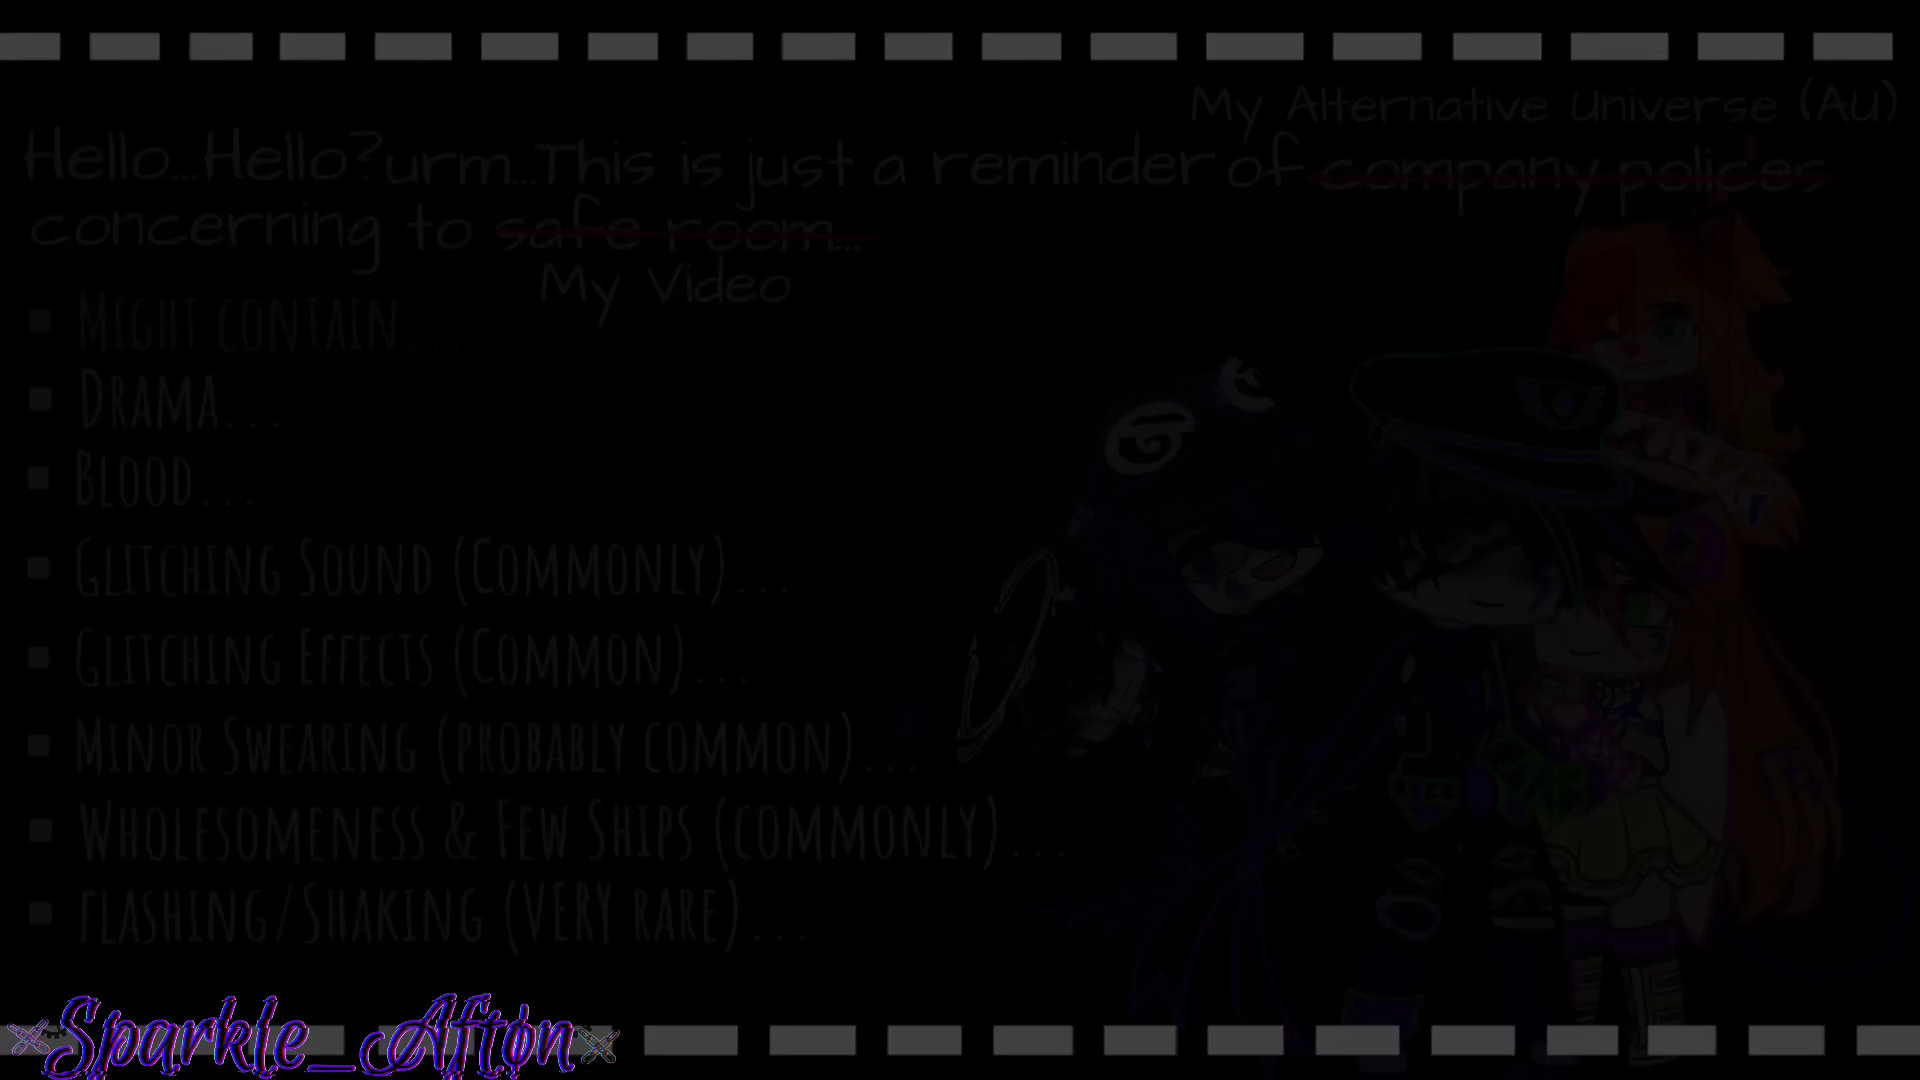 My Alternative Universe (AU)
Hello...Hello?urm...This is just a reminder of company polices
concerning to safe room...
My Video
▪ Might contain...
▪ Drama...
▪ Blood...
▪ Glitching Sound (Commonly)...
▪ Glitching Effects (Common)...
▪ Minor Swearing (probably common)...
▪ Wholesomeness & Few Ships (commonly)...
▪ flashing/Shaking (VERY rare)...
Sparkle_Afton